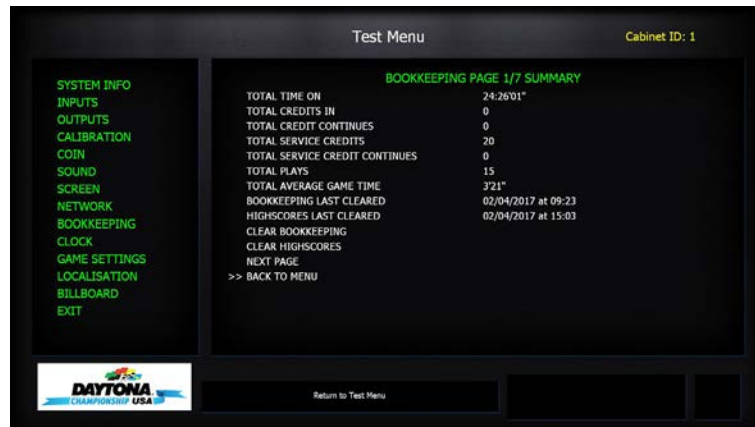 Test Menu
Cabinet ID: 1
SYSTEM INFO
INPUTS
OUTPUTS
CALIBRATION
COIN
SOUND
SCREEN
NETWORK
BOOKKEEPING
CLOCK
GAME SETTINGS
LOCALISATION
BILLBOARD
EXIT
BOOKKEEPING PAGE 1/7 SUMMARY
TOTAL TIME ON 24:26'01"
TOTAL CREDITS IN 0
TOTAL CREDIT CONTINUES 0
TOTAL SERVICE CREDITS 20
TOTAL SERVICE CREDIT CONTINUES 0
TOTAL PLAYS 15
TOTAL AVERAGE GAME TIME 3'21"
BOOKKEEPING LAST CLEARED 02/04/2017 at 09:23
HIGHSCORES LAST CLEARED 02/04/2017 at 15:03
CLEAR BOOKKEEPING
CLEAR HIGHSCORES
NEXT PAGE
>> BACK TO MENU
DAYTONA
CHAMPIONSHIP USA
Return to Test Menu